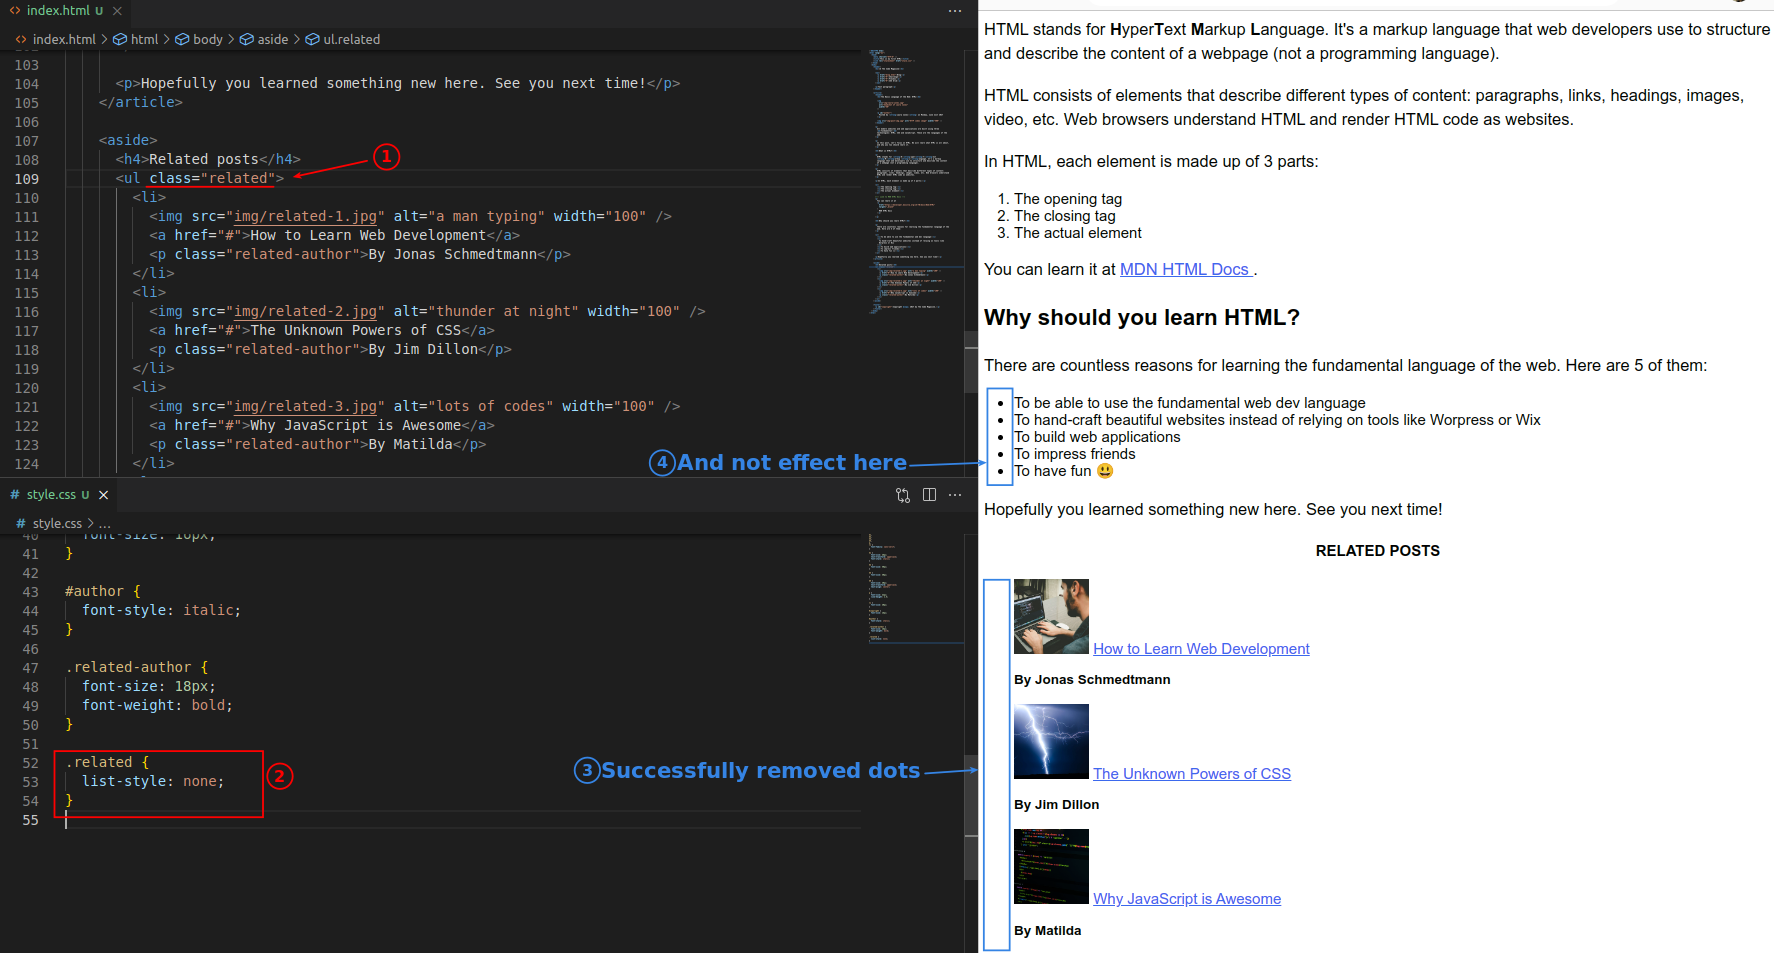 index.html U
index.html > html > body > aside > ul.related
103
104 <p>Hopefully you learned something new here. See you next time!</p>
105 </article>
106
107 <aside>
108 <h4>Related posts</h4>
109 <ul class="related">
①
110 <li>
111 <img src="img/related-1.jpg" alt="a man typing" width="100" />
112 <a href="#">How to Learn Web Development</a>
113 <p class="related-author">By Jonas Schmedtmann</p>
114 </li>
115 <li>
116 <img src="img/related-2.jpg" alt="thunder at night" width="100" />
117 <a href="#">The Unknown Powers of CSS</a>
118 <p class="related-author">By Jim Dillon</p>
119 </li>
120 <li>
121 <img src="img/related-3.jpg" alt="lots of codes" width="100" />
122 <a href="#">Why JavaScript is Awesome</a>
123 <p class="related-author">By Matilda</p>
124 </li>
④And not effect here
# style.css U
# style.css > ...
40 font-size: 16px;
41 }
42
43 #author {
44 font-style: italic;
45 }
46
47 .related-author {
48 font-size: 18px;
49 font-weight: bold;
50 }
51
52 .related {
53 list-style: none;
54 }
55
②
③Successfully removed dots
HTML stands for HyperText Markup Language. It's a markup language that web developers use to structure
and describe the content of a webpage (not a programming language).
HTML consists of elements that describe different types of content: paragraphs, links, headings, images,
video, etc. Web browsers understand HTML and render HTML code as websites.
In HTML, each element is made up of 3 parts:
1. The opening tag
2. The closing tag
3. The actual element
You can learn it at MDN HTML Docs .
Why should you learn HTML?
There are countless reasons for learning the fundamental language of the web. Here are 5 of them:
• To be able to use the fundamental web dev language
• To hand-craft beautiful websites instead of relying on tools like Worpress or Wix
• To build web applications
• To impress friends
• To have fun 😃
Hopefully you learned something new here. See you next time!
RELATED POSTS
How to Learn Web Development
By Jonas Schmedtmann
The Unknown Powers of CSS
By Jim Dillon
Why JavaScript is Awesome
By Matilda